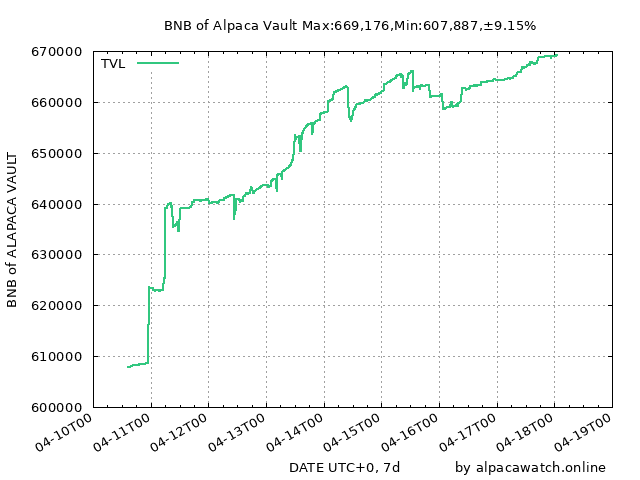 BNB of Alpaca Vault Max:669,176,Min:607,887,±9.15%
TVL
670000
660000
650000
640000
630000
620000
610000
600000
BNB of ALAPACA VAULT
04-10T00
04-11T00
04-12T00
04-13T00
04-14T00
04-15T00
04-16T00
04-17T00
04-18T00
04-19T00
DATE UTC+0, 7d
by alpacawatch.online